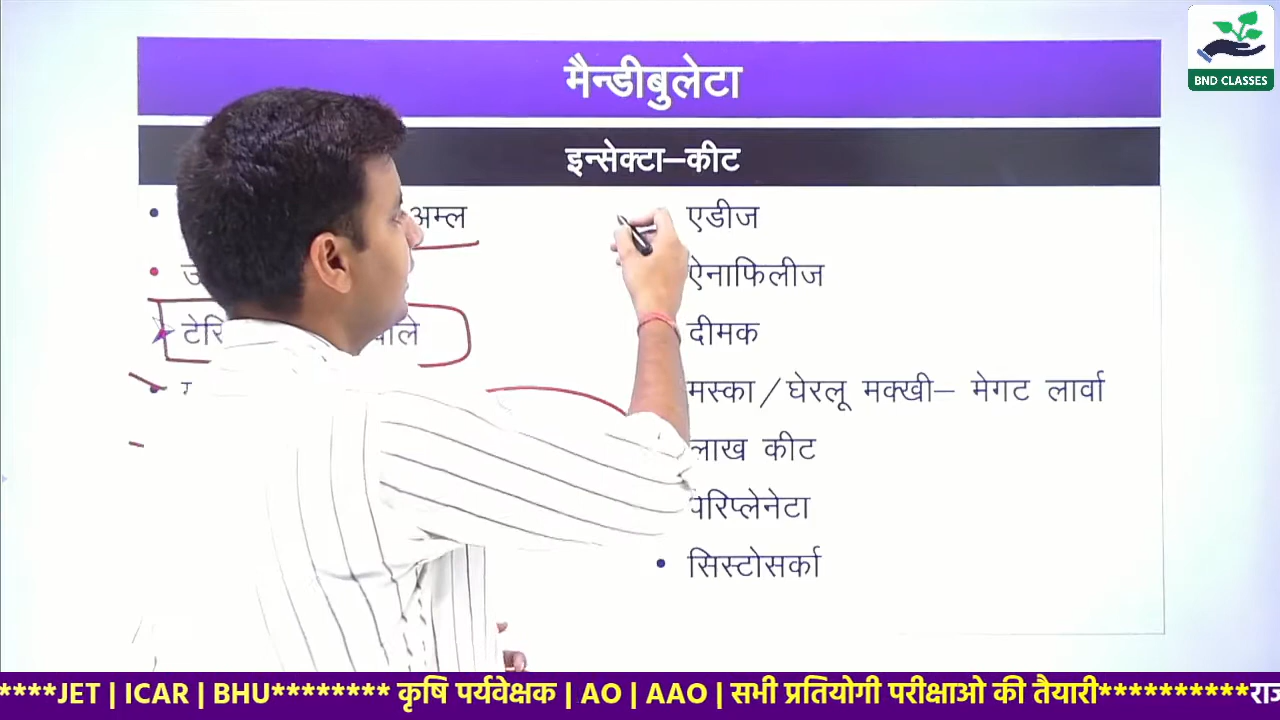 BND CLASSES
मैन्डीबुलेटा
इन्सेक्टा–कीट
अम्ल
एडीज
ऐनाफिलीज
दीमक
मस्का/घेरलू मक्खी– मेगट लार्वा
लाख कीट
पेरिप्लेनेटा
सिस्टोसर्का
****JET | ICAR | BHU******** कृषि पर्यवेक्षक | AO | AAO | सभी प्रतियोगी परीक्षाओ की तैयारी**********